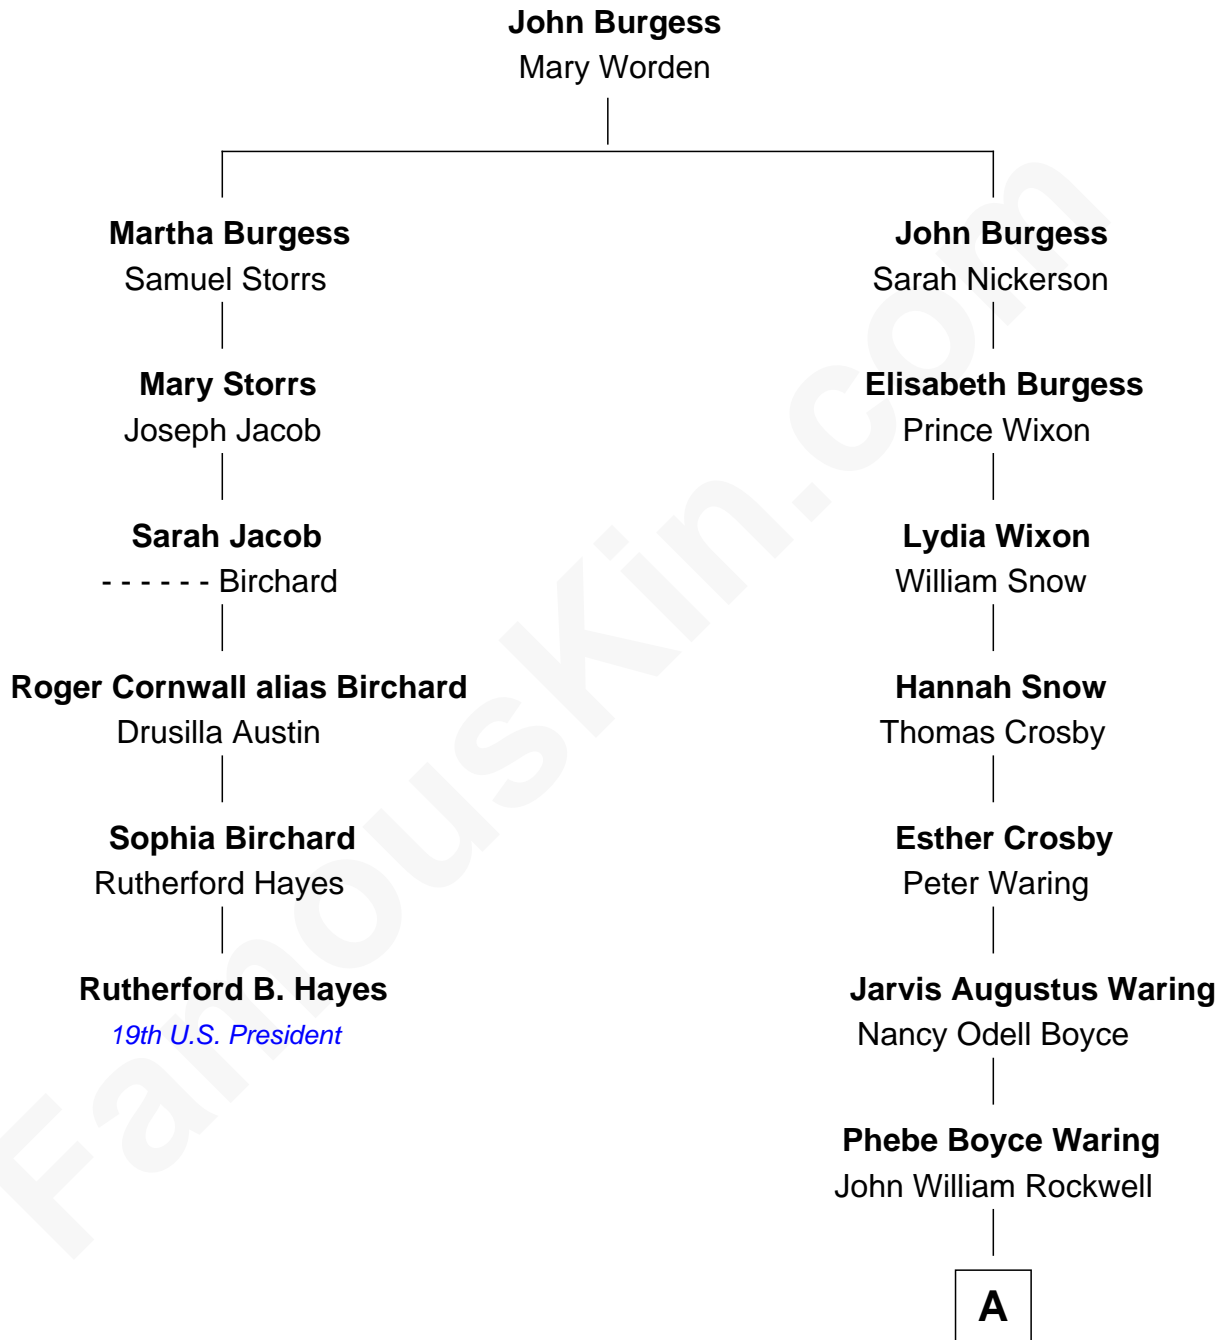 John Burgess
Mary Worden
Martha Burgess
Samuel Storrs
John Burgess
Sarah Nickerson
Mary Storrs
Joseph Jacob
Elisabeth Burgess
Prince Wixon
Sarah Jacob
- - - - - - Birchard
Lydia Wixon
William Snow
Roger Cornwall alias Birchard
Drusilla Austin
Hannah Snow
Thomas Crosby
Sophia Birchard
Rutherford Hayes
Esther Crosby
Peter Waring
Rutherford B. Hayes
19th U.S. President
Jarvis Augustus Waring
Nancy Odell Boyce
Phebe Boyce Waring
John William Rockwell
A
FamousKin.com